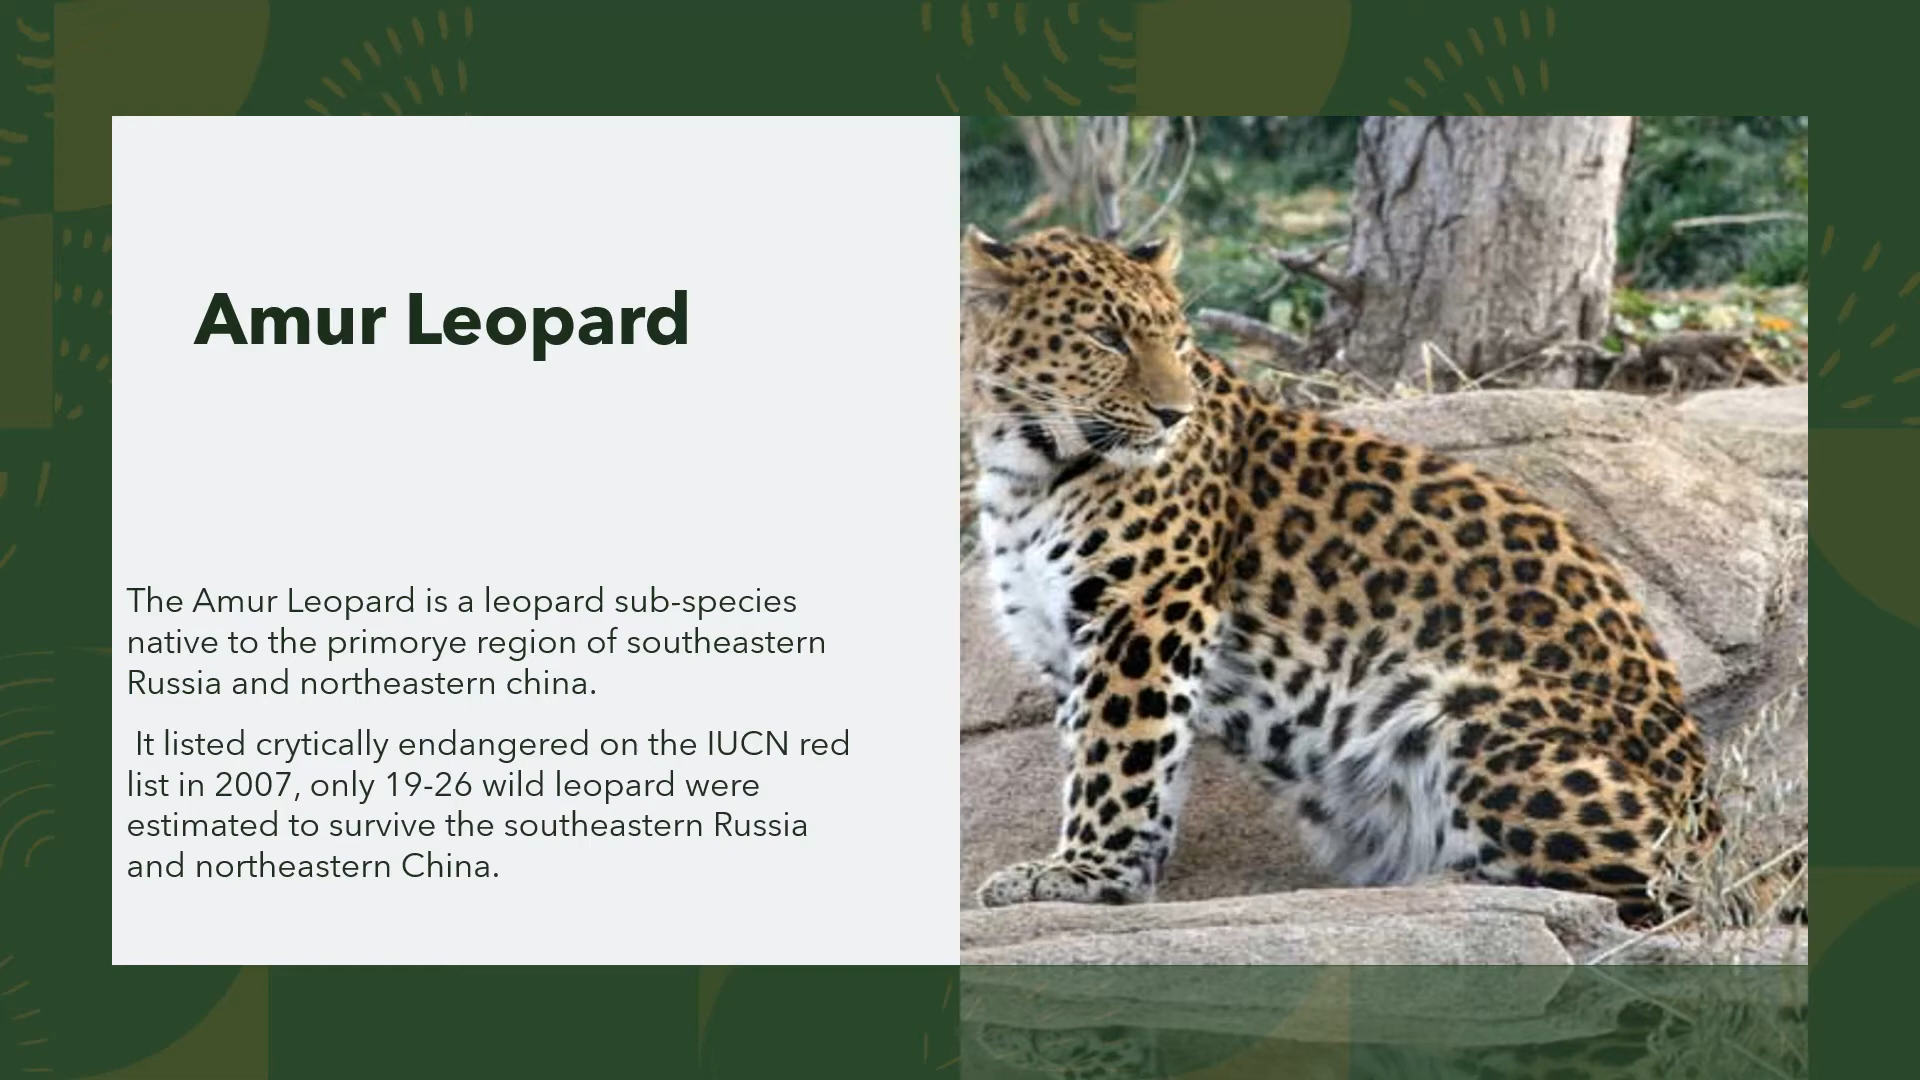 Amur Leopard
The Amur Leopard is a leopard sub-species
native to the primorye region of southeastern
Russia and northeastern china.
It listed crytically endangered on the IUCN red
list in 2007, only 19-26 wild leopard were
estimated to survive the southeastern Russia
and northeastern China.